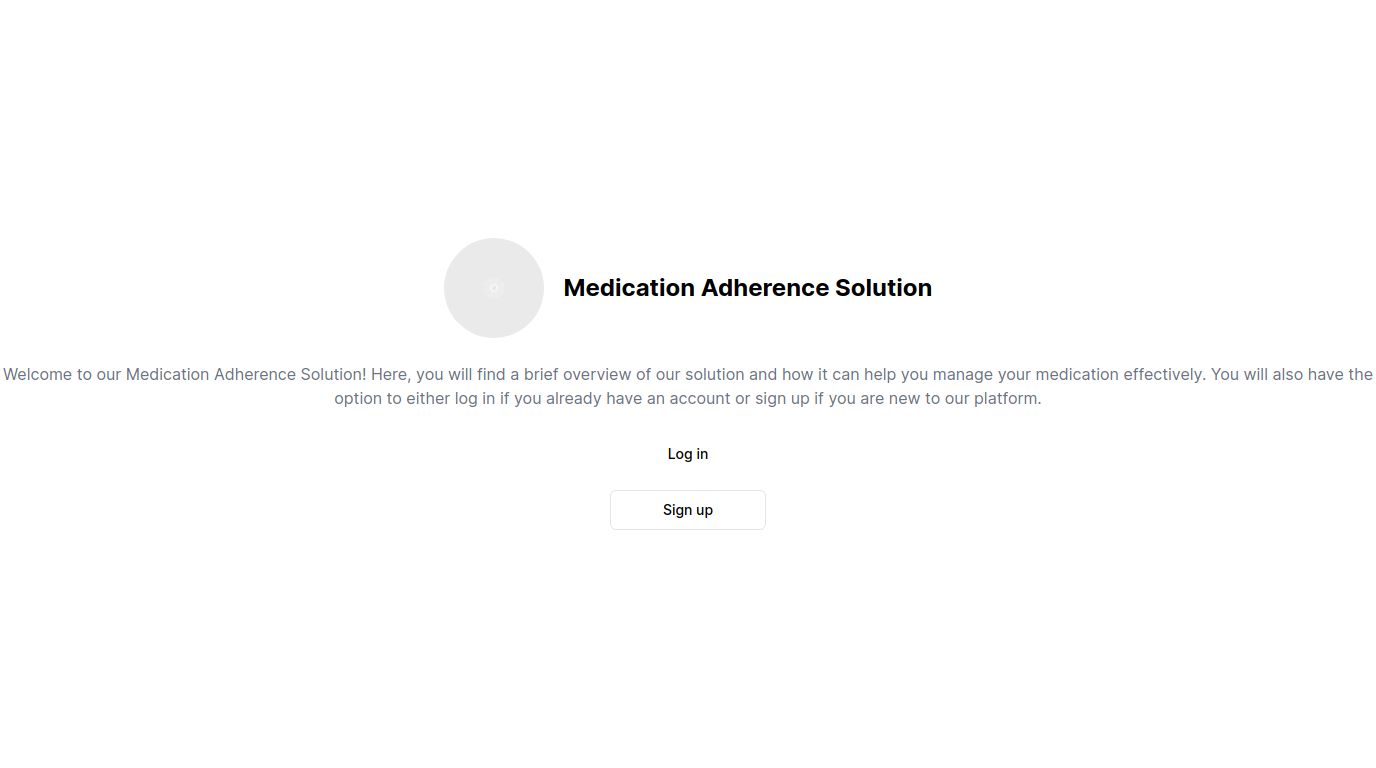 Medication Adherence Solution
Welcome to our Medication Adherence Solution! Here, you will find a brief overview of our solution and how it can help you manage your medication effectively. You will also have the
option to either log in if you already have an account or sign up if you are new to our platform.
Log in
Sign up